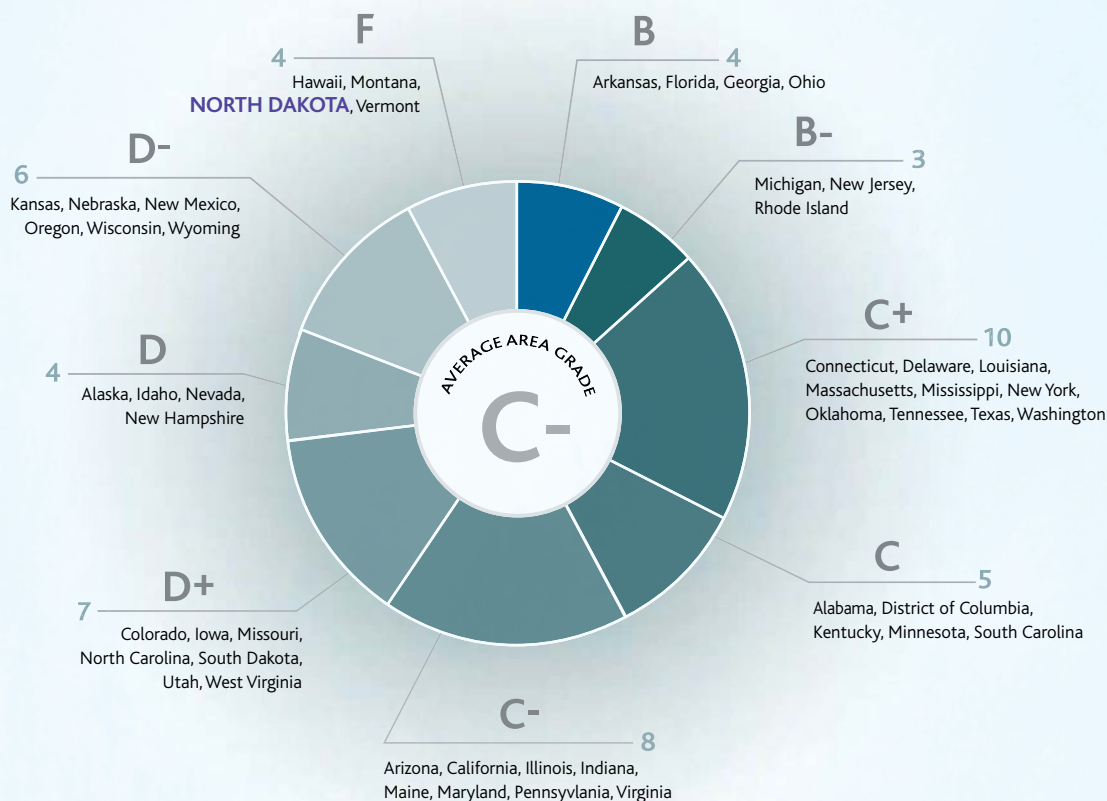 F
4
Hawaii, Montana,
NORTH DAKOTA, Vermont
B
4
Arkansas, Florida, Georgia, Ohio
B-
3
Michigan, New Jersey,
Rhode Island
C+
10
Connecticut, Delaware, Louisiana,
Massachusetts, Mississippi, New York,
Oklahoma, Tennessee, Texas, Washington
C
5
Alabama, District of Columbia,
Kentucky, Minnesota, South Carolina
C-
8
Arizona, California, Illinois, Indiana,
Maine, Maryland, Pennsyvlania, Virginia
D+
7
Colorado, Iowa, Missouri,
North Carolina, South Dakota,
Utah, West Virginia
D
4
Alaska, Idaho, Nevada,
New Hampshire
D-
6
Kansas, Nebraska, New Mexico,
Oregon, Wisconsin, Wyoming
AVERAGE AREA GRADE
C-